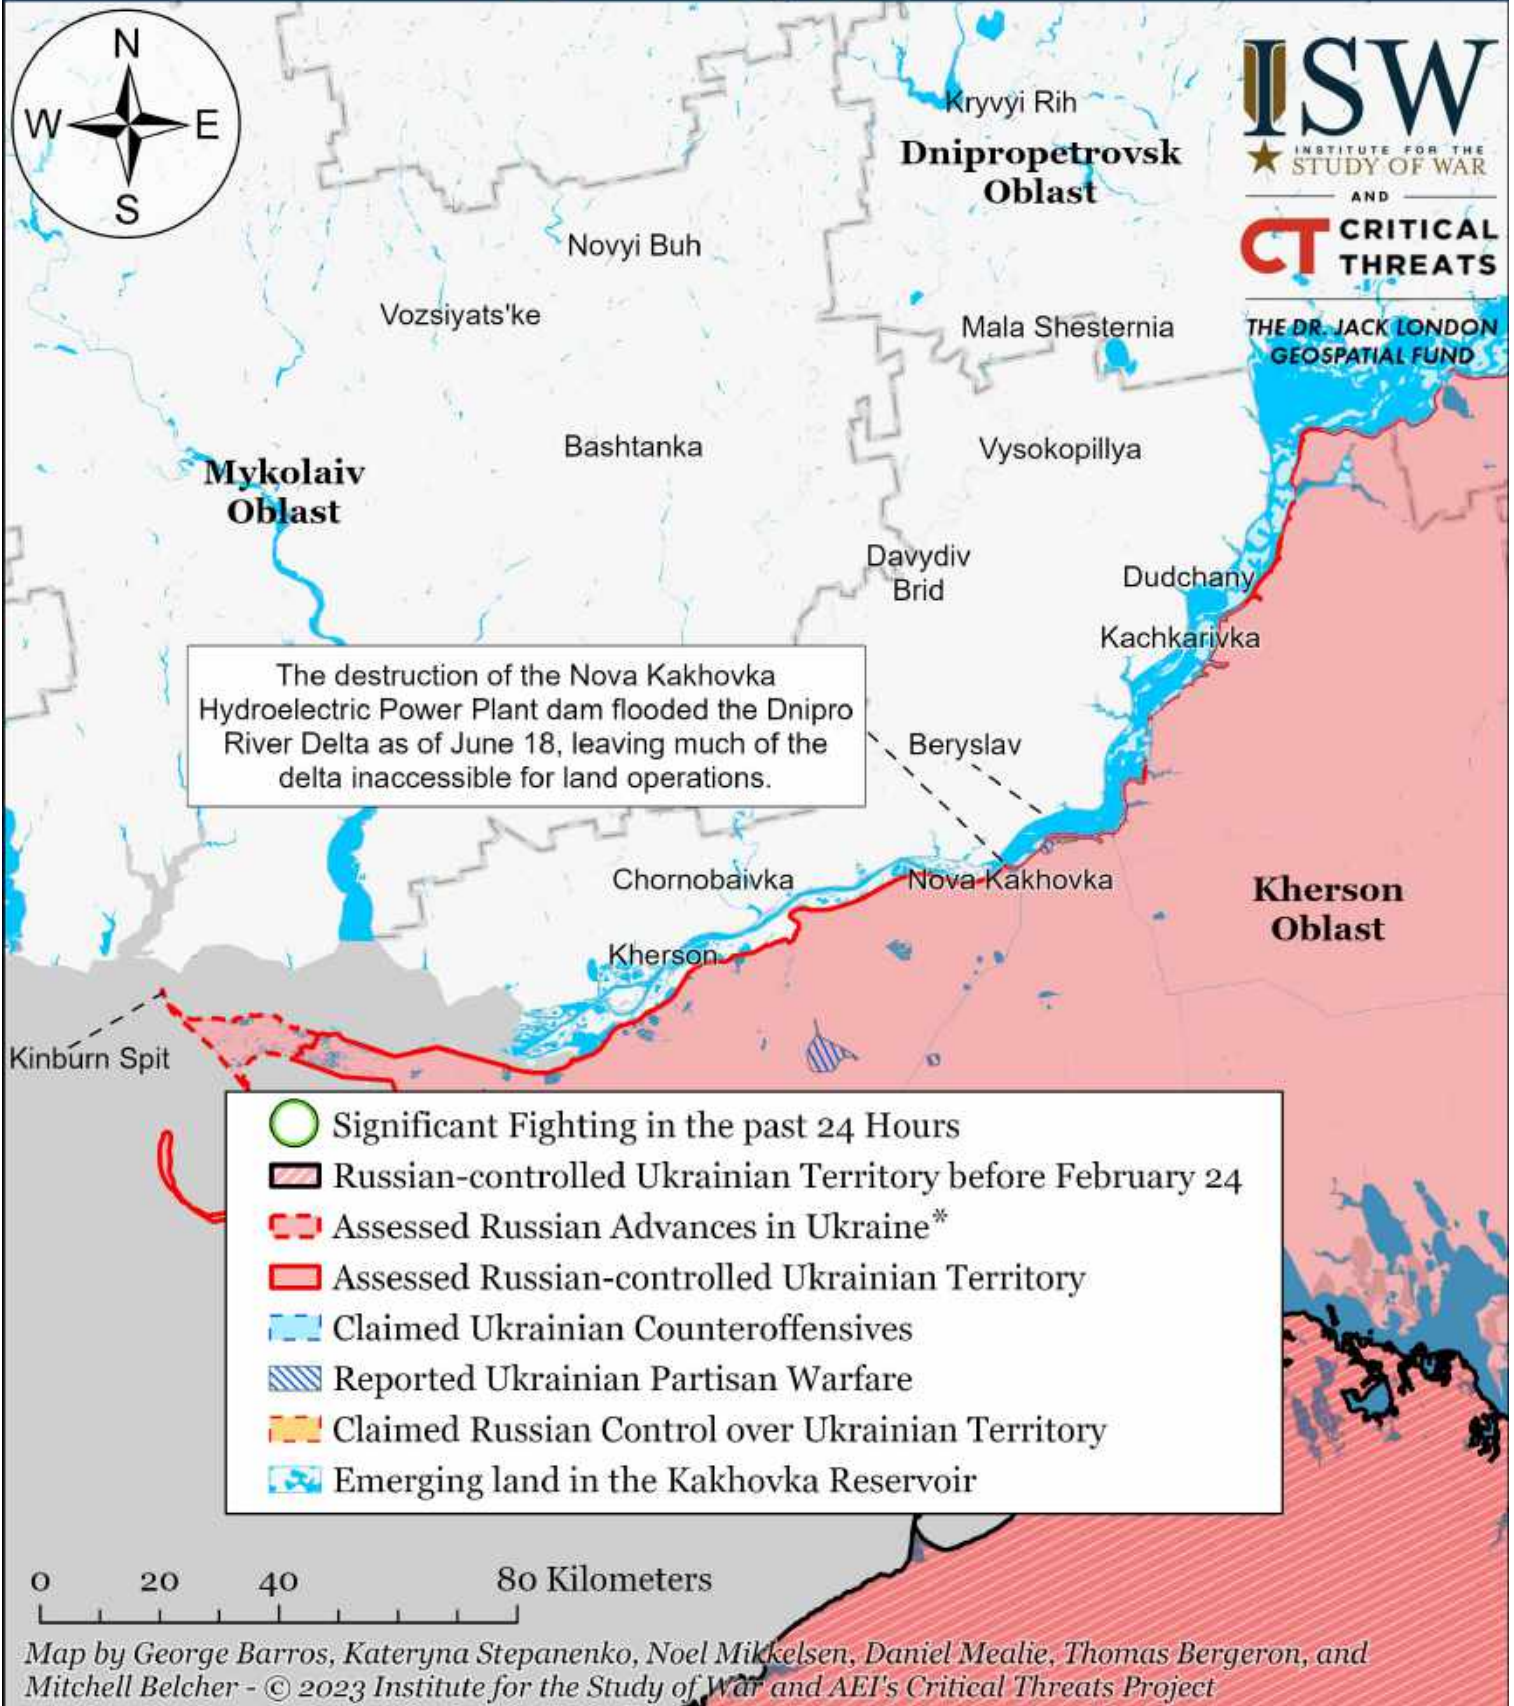 N
W E
S
ISW
INSTITUTE FOR THE
STUDY OF WAR
AND
CT CRITICAL
THREATS
THE DR. JACK LONDON
GEOSPATIAL FUND
Kryvyi Rih
Dnipropetrovsk
Oblast
Novyi Buh
Vozsiyats'ke
Mala Shesternia
Bashtanka
Vysokopillya
Mykolaiv
Oblast
Davydiv
Brid
Dudchany
Kachkarivka
The destruction of the Nova Kakhovka
Hydroelectric Power Plant dam flooded the Dnipro
River Delta as of June 18, leaving much of the
delta inaccessible for land operations.
Beryslav
Chornobaivka
Nova Kakhovka
Kherson
Oblast
Kherson
Kinburn Spit
Significant Fighting in the past 24 Hours
Russian-controlled Ukrainian Territory before February 24
Assessed Russian Advances in Ukraine*
Assessed Russian-controlled Ukrainian Territory
Claimed Ukrainian Counteroffensives
Reported Ukrainian Partisan Warfare
Claimed Russian Control over Ukrainian Territory
Emerging land in the Kakhovka Reservoir
0 20 40 80 Kilometers
Map by George Barros, Kateryna Stepanenko, Noel Mikkelsen, Daniel Mealie, Thomas Bergeron, and
Mitchell Belcher - © 2023 Institute for the Study of War and AEI's Critical Threats Project